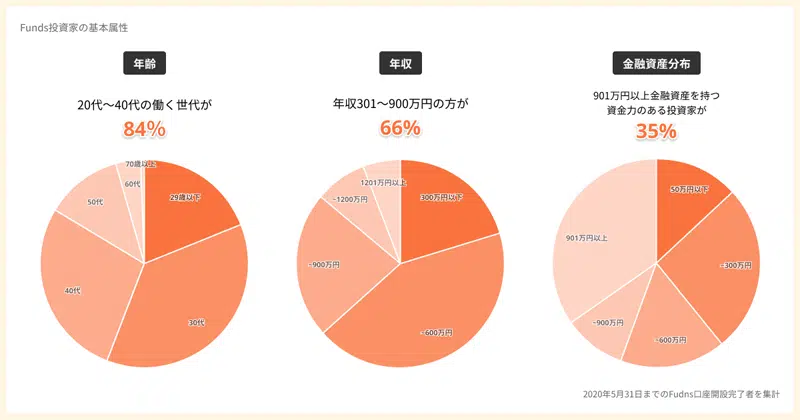 Funds投資家の基本属性
年齢
20代〜40代の働く世代が
84%
70歳以上
60代
50代
29歳以下
40代
30代
年収
年収301〜900万円の方が
66%
1201万円以上
~1200万円
300万円以下
~900万円
~600万円
金融資産分布
901万円以上金融資産を持つ
資金力のある投資家が
35%
50万円以下
901万円以上
~300万円
~900万円
~600万円
2020年5月31日までのFudns口座開設完了者を集計